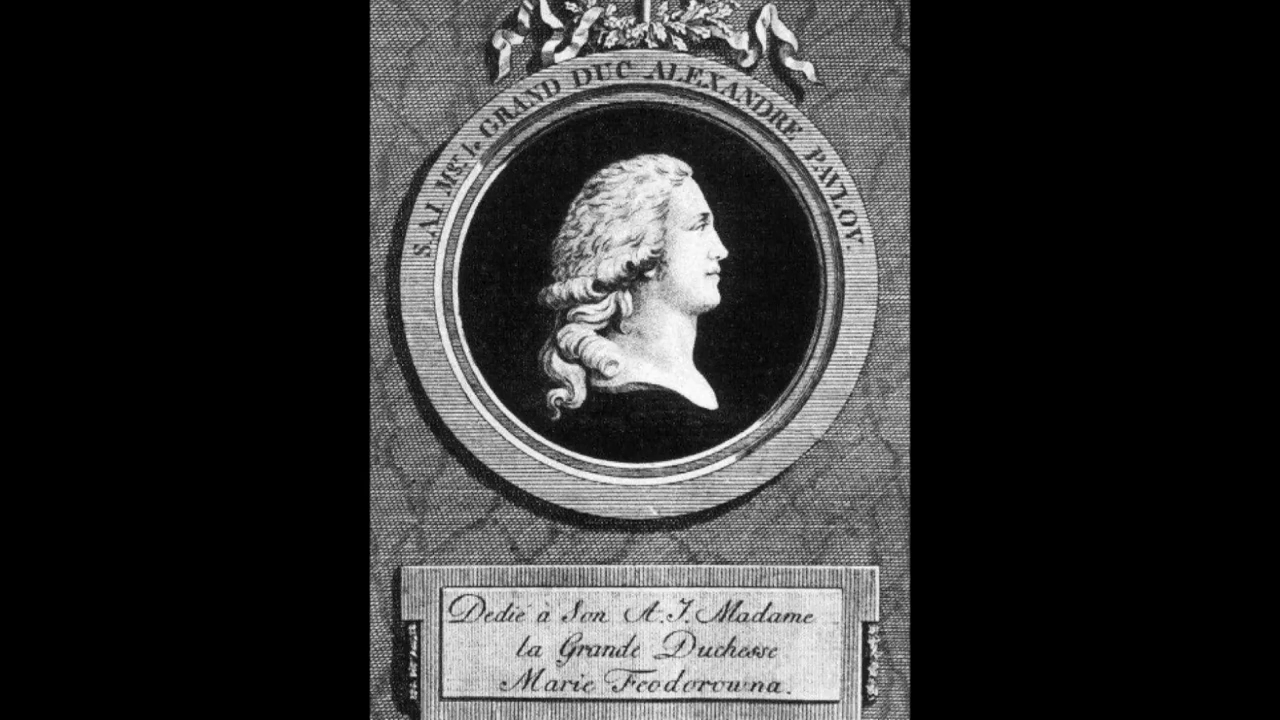 S.A.I. Mgr. le GRAND DUC ALEXANDRE PAVLOV.
Dedié à Son A. I. Madame
la Grande Duchesse
Marie Feodorowna.